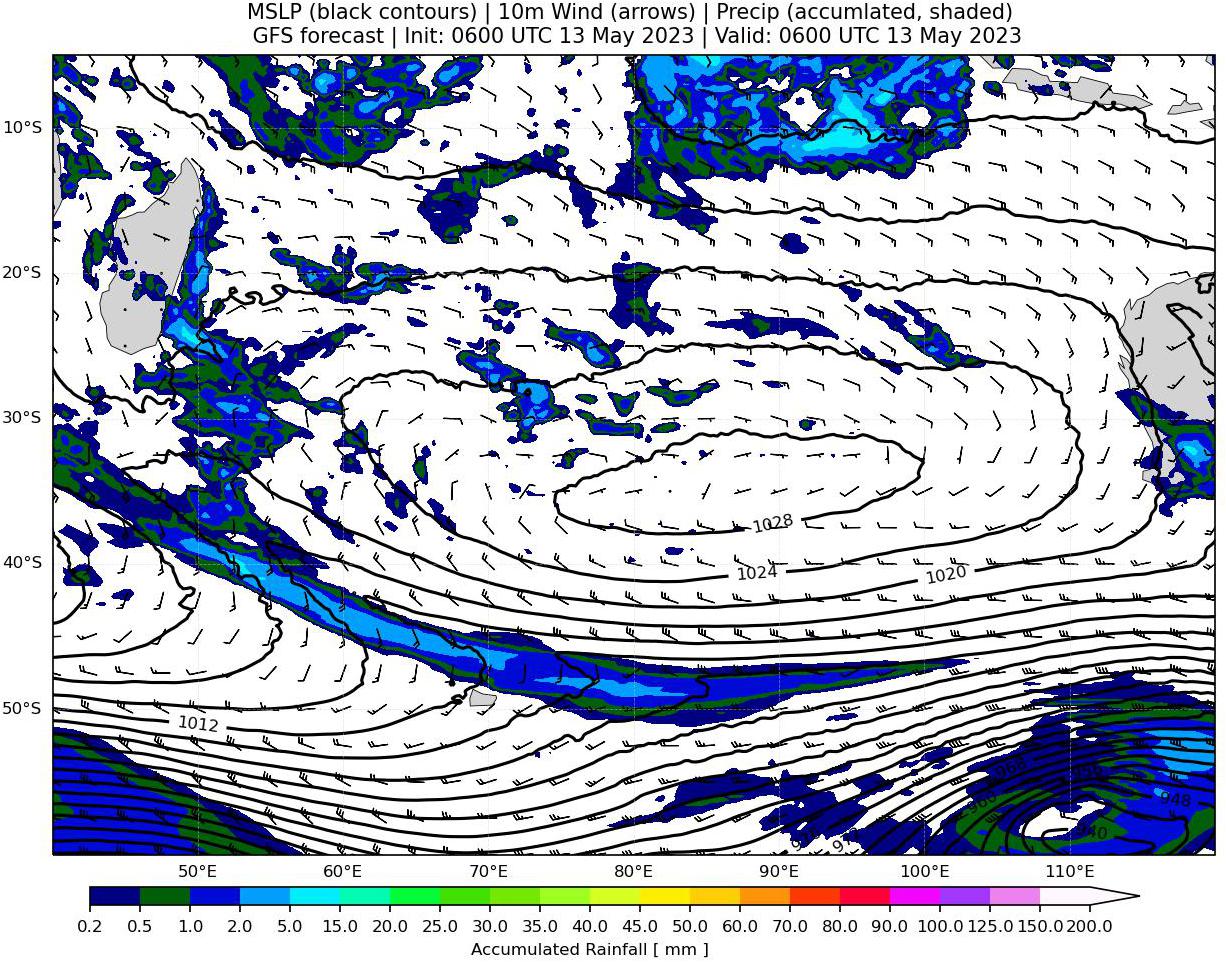 MSLP (black contours) | 10m Wind (arrows) | Precip (accumlated, shaded)
GFS forecast | Init: 0600 UTC 13 May 2023 | Valid: 0600 UTC 13 May 2023
10°S
20°S
30°S
1028
40°S
1024
1020
50°S
1012
968
956
960
948
940
50°E 60°E 70°E 80°E 90°E 100°E 110°E
0.2 0.5 1.0 2.0 5.0 10.0 15.0 20.0 25.0 30.0 35.0 40.0 45.0 50.0 60.0 70.0 80.0 90.0 100.0 125.0 150.0 200.0
Accumulated Rainfall [ mm ]